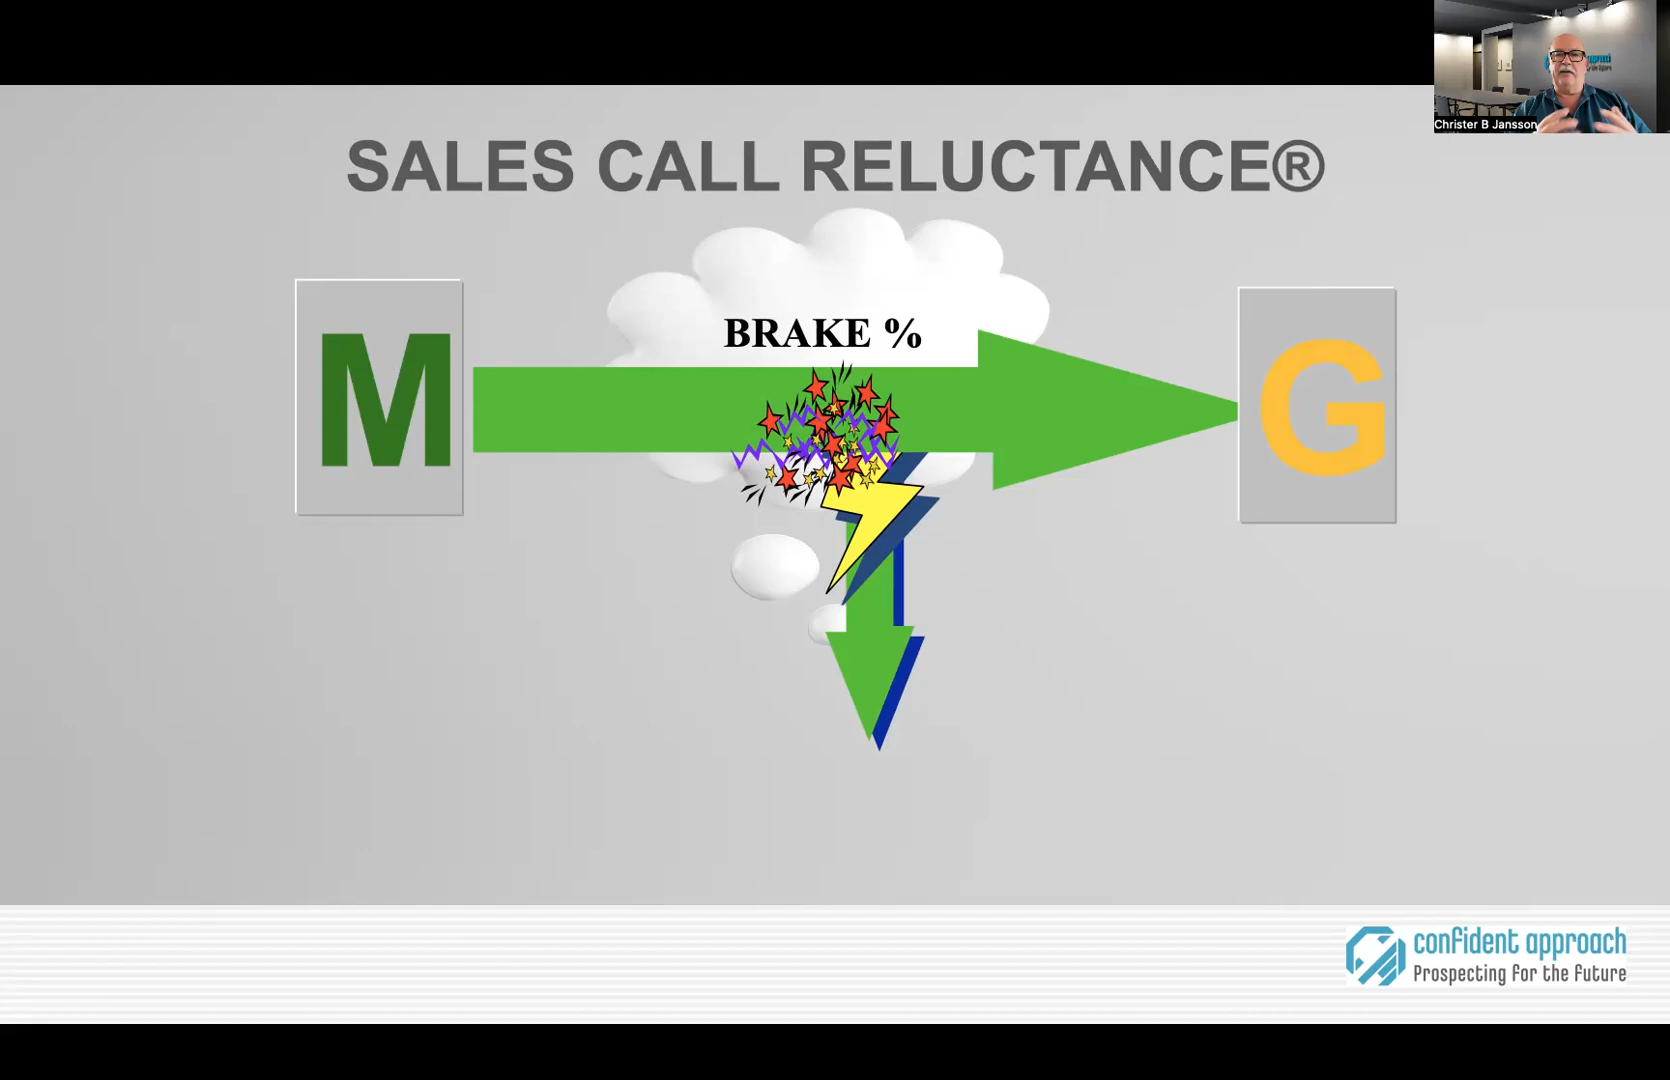 Christer B Jansson
SALES CALL RELUCTANCE®
BRAKE %
M
G
confident approach
Prospecting for the future